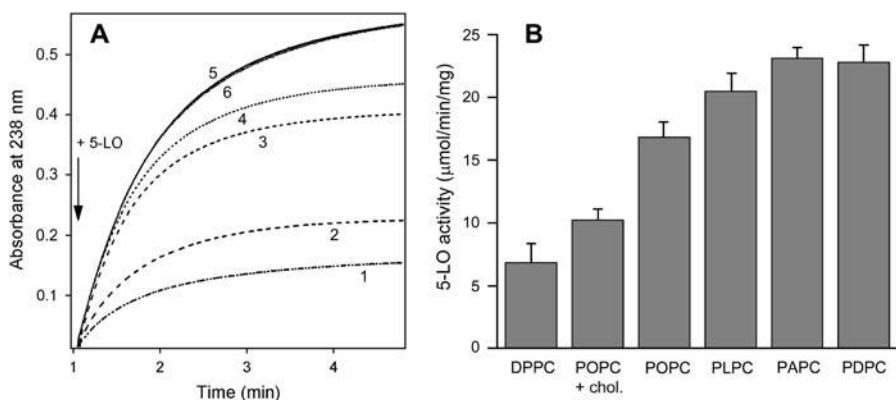 A
Absorbance at 238 nm
0.5
0.4
0.3
0.2
0.1
+ 5-LO
5
6
4
3
2
1
1 2 3 4
Time (min)
B
5-LO activity (μmol/min/mg)
25
20
15
10
25
0
DPPC POPC + chol. POPC PLPC PAPC PDPC